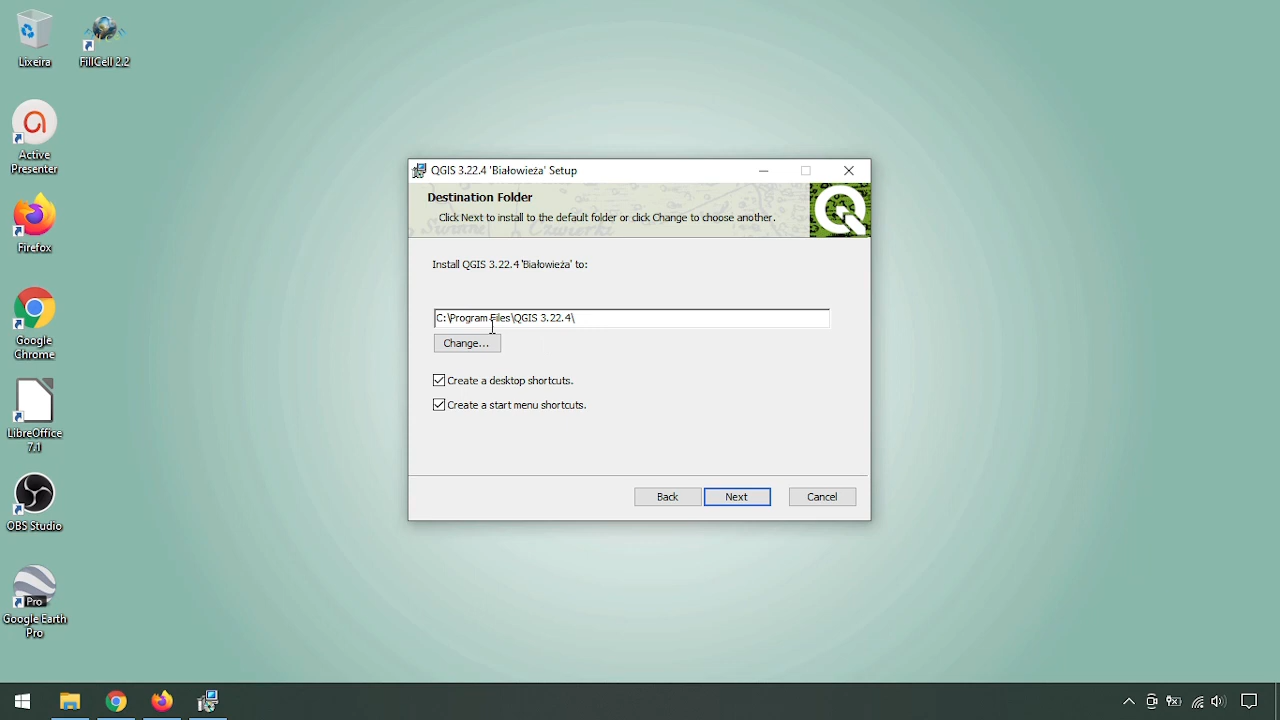 Lixeira
FillCell 2.2
Active
Presenter
Firefox
Google
Chrome
LibreOffice
7.1
OBS Studio
Pro
Google Earth
Pro
QGIS 3.22.4 'Białowieża' Setup
Destination Folder
Click Next to install to the default folder or click Change to choose another.
Install QGIS 3.22.4 'Białowieża' to:
C:\Program Files\QGIS 3.22.4\
Change...
Create a desktop shortcuts.
Create a start menu shortcuts.
Back
Next
Cancel